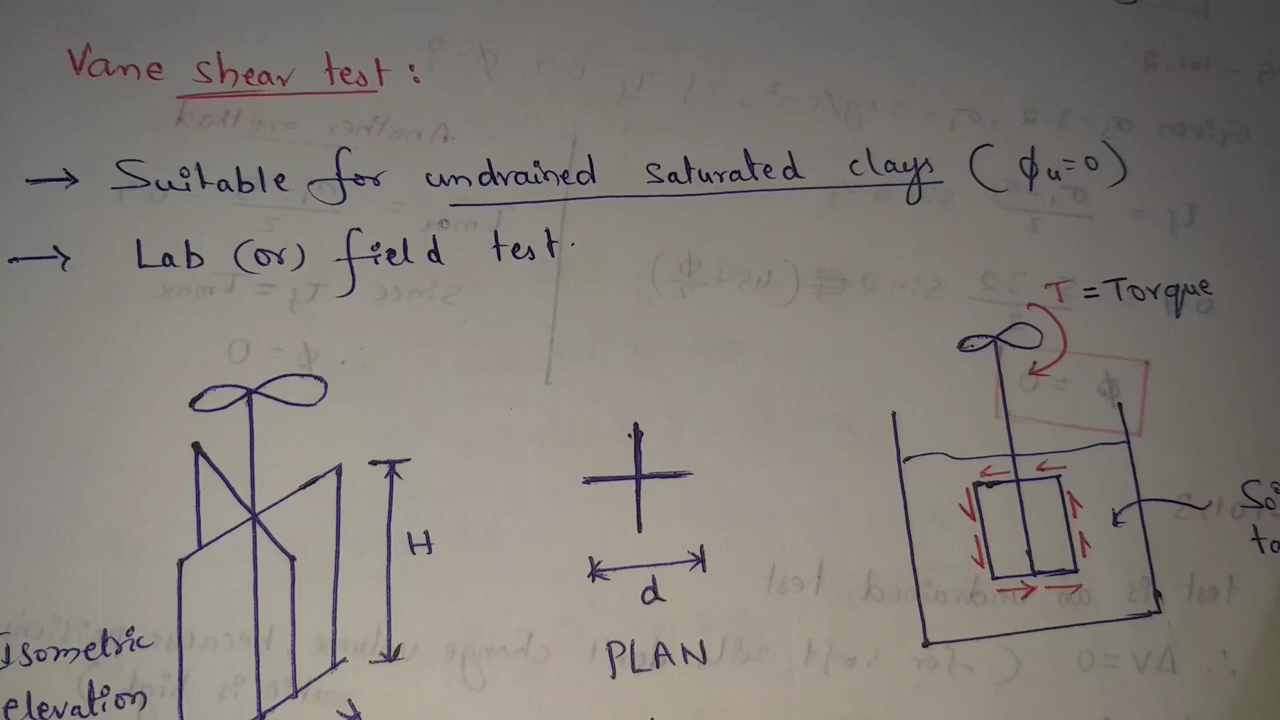 Vane shear test:
→ Suitable for undrained saturated clays (ϕu=0)
→ Lab (or) field test.
T = Torque
H
d
PLAN
Isometric
elevation